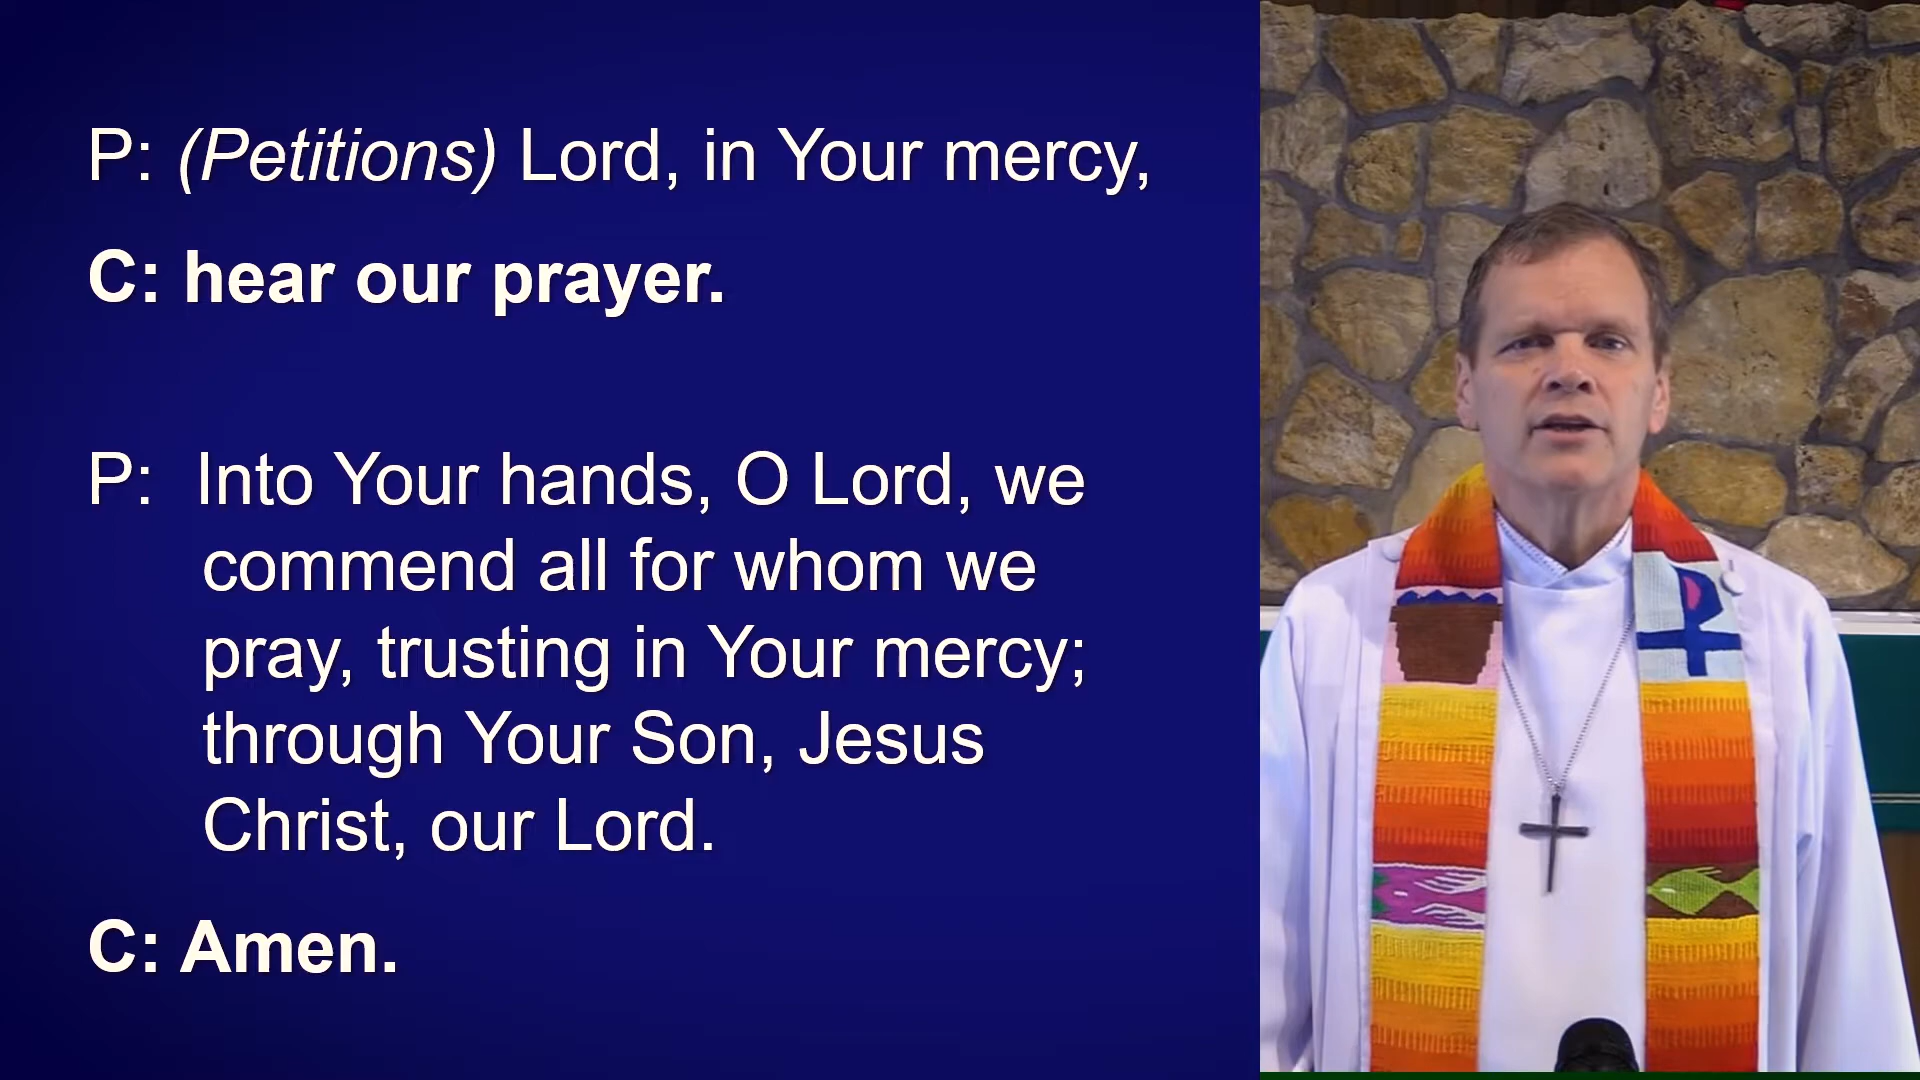 P: (Petitions) Lord, in Your mercy,
C: hear our prayer.
P: Into Your hands, O Lord, we
commend all for whom we
pray, trusting in Your mercy;
through Your Son, Jesus
Christ, our Lord.
C: Amen.